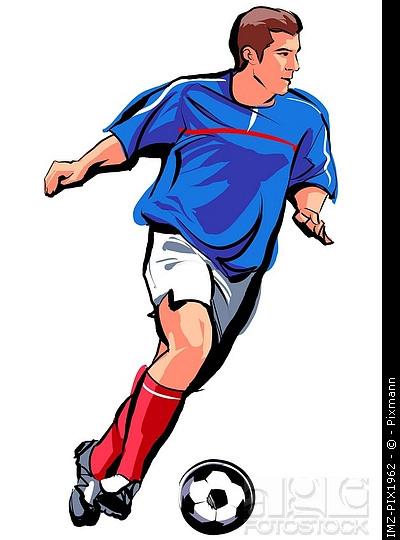 age
FOTOSTOCK
IMZ-PIX1962 - © - Pixmann